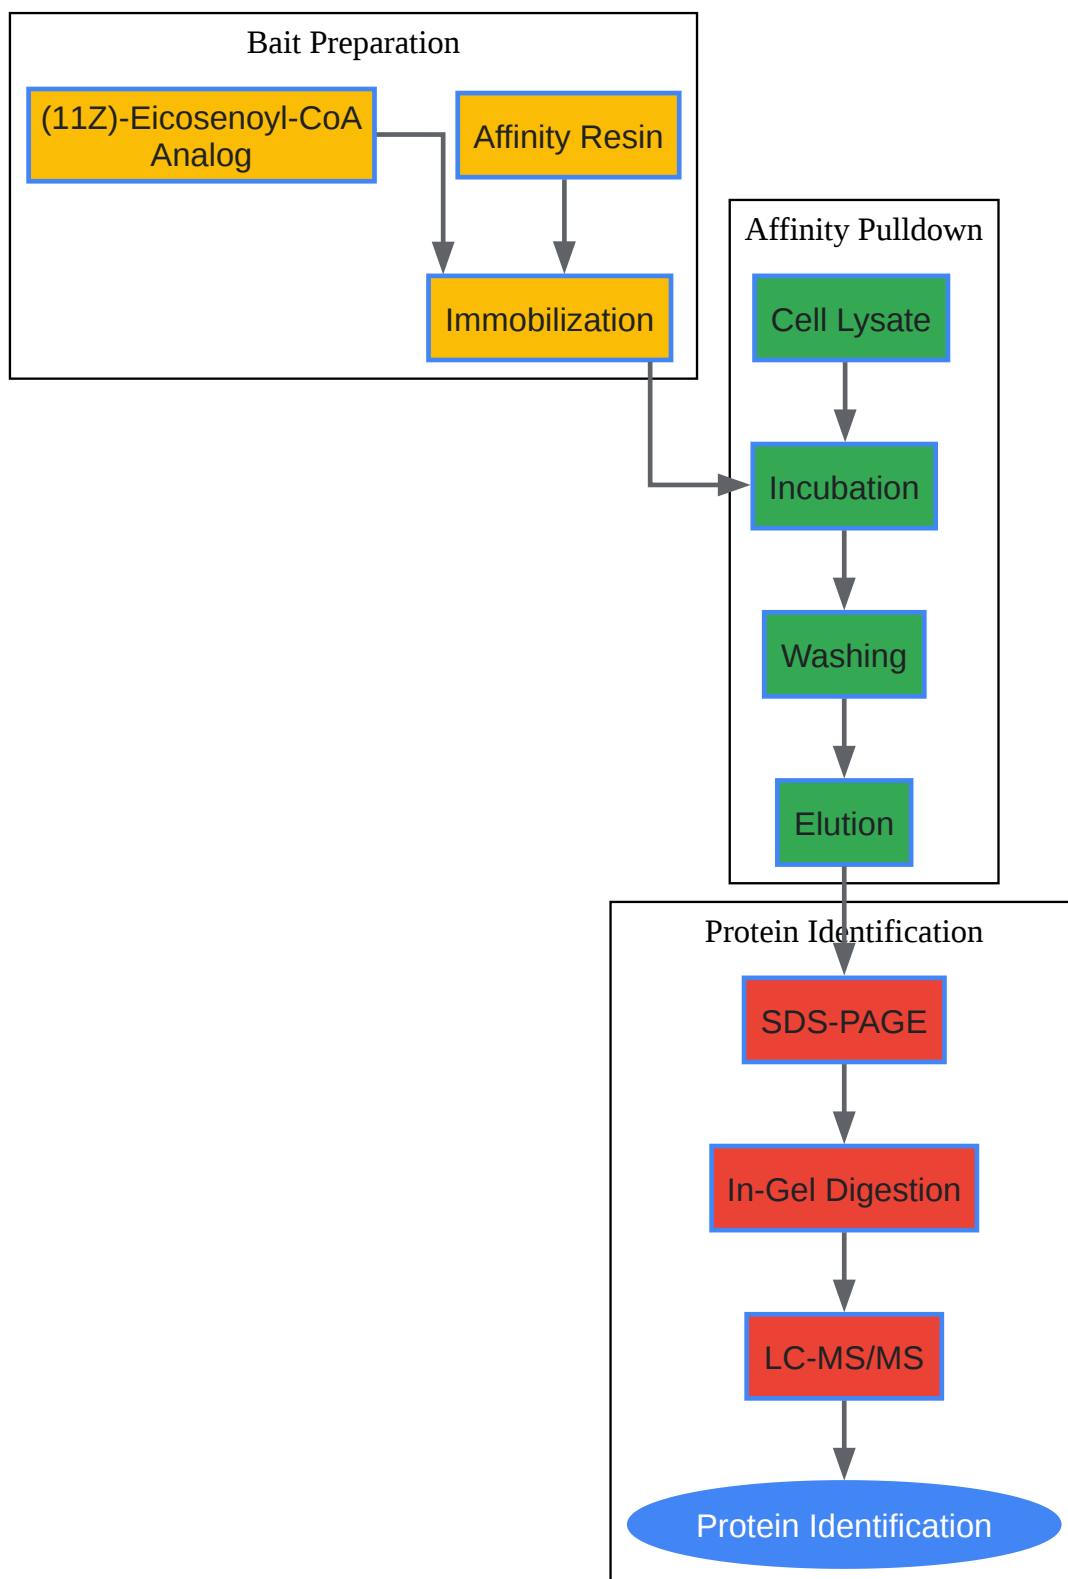 Bait Preparation
(11Z)-Eicosenoyl-CoA
Analog
Affinity Resin
Immobilization
Affinity Pulldown
Cell Lysate
Incubation
Washing
Elution
Protein Identification
SDS-PAGE
In-Gel Digestion
LC-MS/MS
Protein Identification